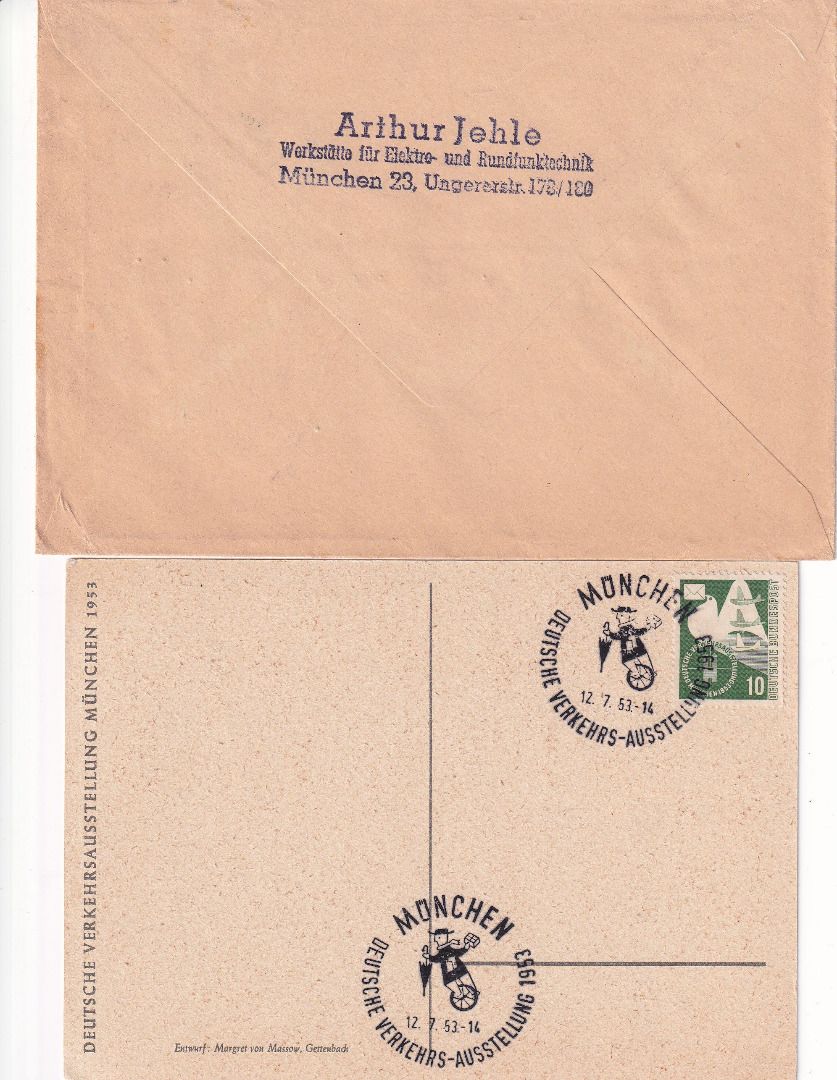 Arthur Jehle
Werkstätte für Elektro- und Rundfunktechnik
München 23, Ungererstr. 178/180
DEUTSCHE VERKEHRSAUSSTELLUNG MÜNCHEN 1953
MÜNCHEN
12. 7. 53.-14
DEUTSCHE VERKEHRS-AUSSTELLUNG 1953
10
DEUTSCHE BUNDESPOST
MÜNCHEN
12. 7. 53.-14
DEUTSCHE VERKEHRS-AUSSTELLUNG 1953
Entwurf: Margret von Massow, Gettenbach